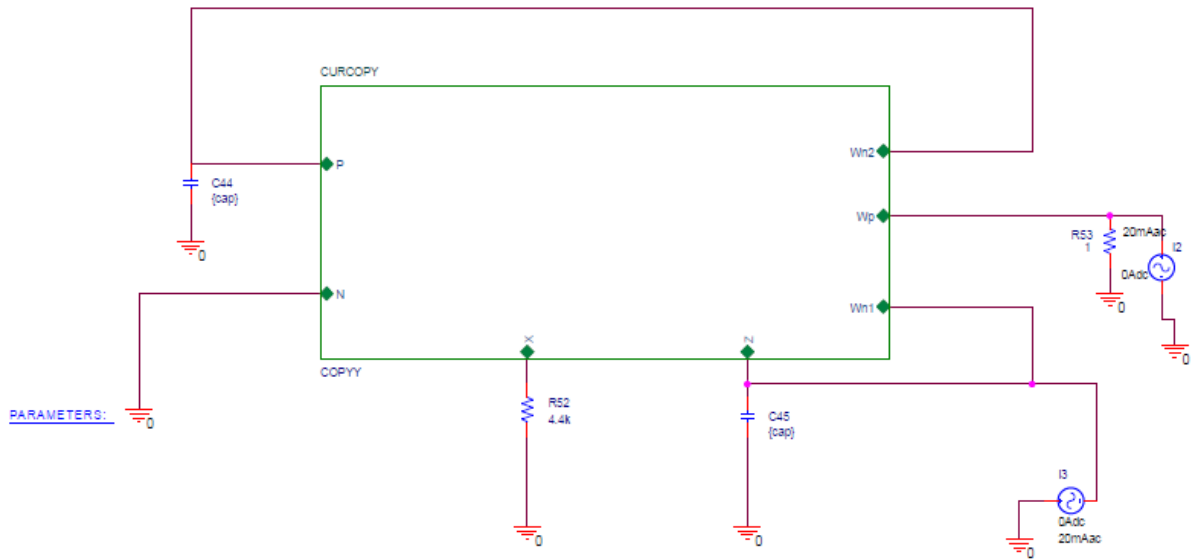 CURCOPY
Wn2
P
C44
{cap}
Wp
R53
1
20mAac
I2
0Adc
0
0
N
Wn1
0
0
X
Z
COPYY
PARAMETERS:
0
R52
4.4k
C45
{cap}
I3
0Adc
20mAac
0
0
0